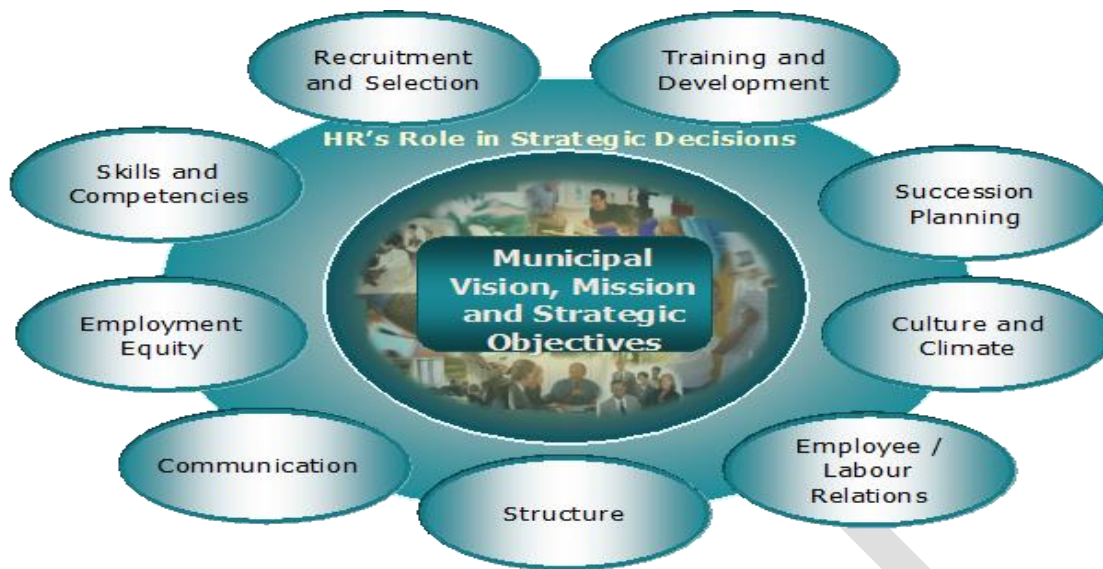 Recruitment
and Selection
Training and
Development
HR's Role in Strategic Decisions
Skills and
Competencies
Succession
Planning
Municipal
Vision, Mission
and Strategic
Objectives
Employment
Equity
Culture and
Climate
Communication
Employee /
Labour
Relations
Structure